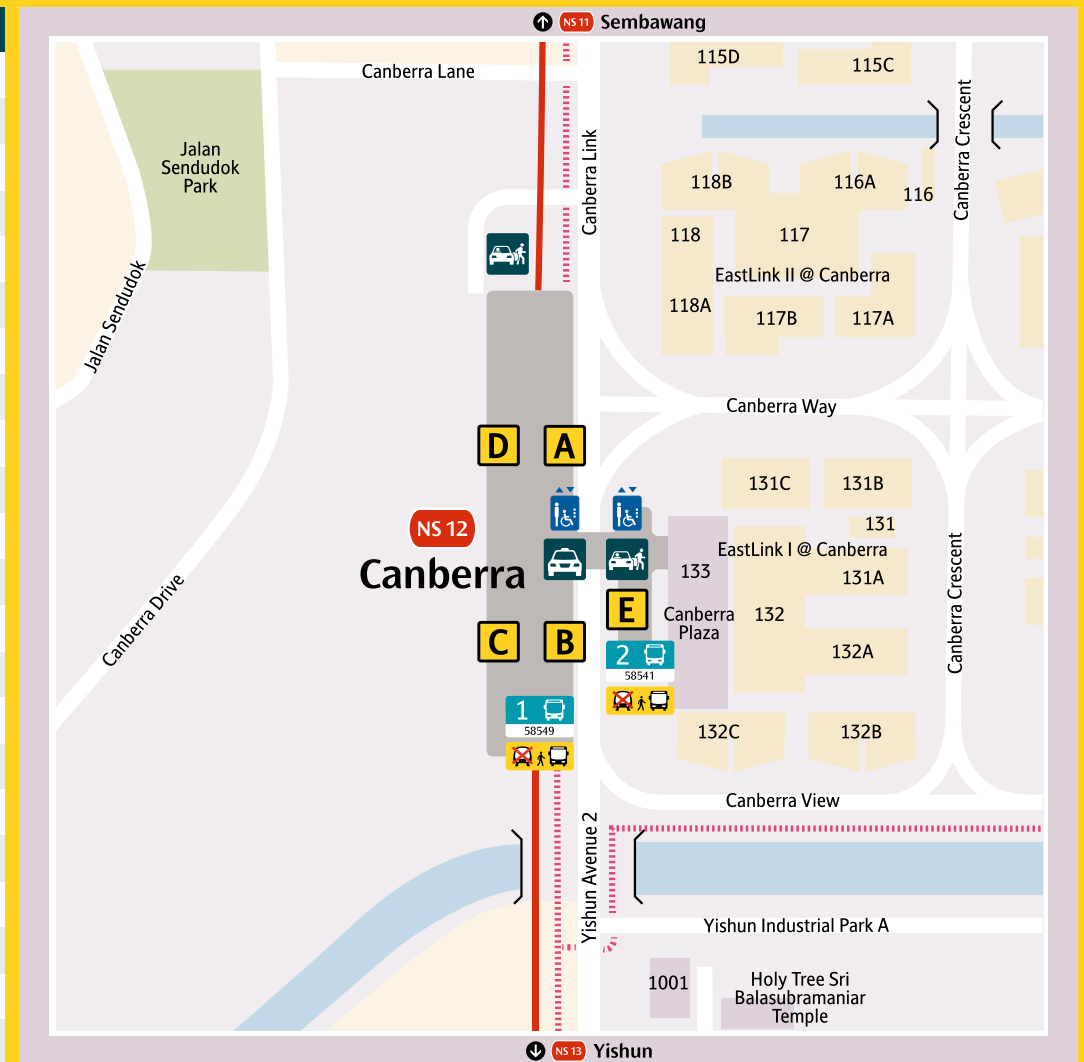 NS 11 Sembawang
115D
115C
Canberra Lane
Canberra Crescent
Canberra Link
Jalan
Sendudok
Park
118B
116A
116
118
117
EastLink II @ Canberra
Jalan Sendudok
118A
117B
117A
Canberra Way
D
A
131C
131B
NS 12
Canberra
131
EastLink I @ Canberra
133
131A
Canberra Crescent
Canberra Drive
E
Canberra
Plaza
132
C
B
132A
2
58541
1
58549
132C
132B
Canberra View
Yishun Avenue 2
Yishun Industrial Park A
1001
Holy Tree Sri
Balasubramaniar
Temple
NS 13 Yishun